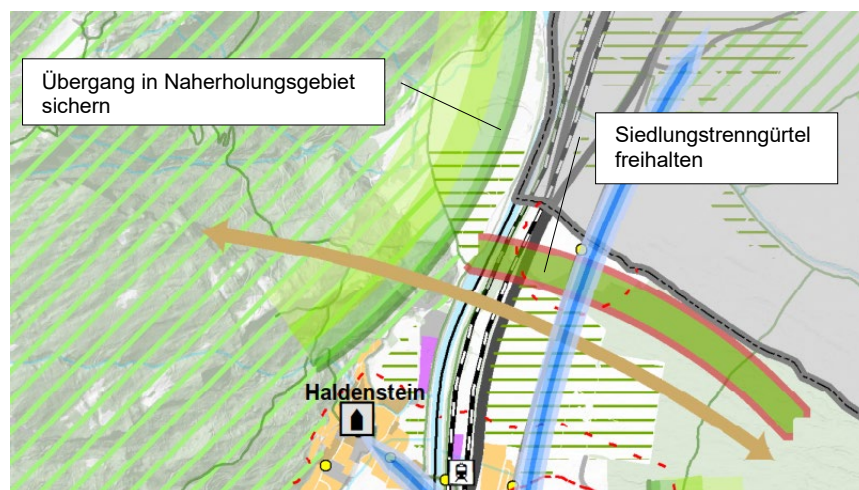 Übergang in Naherholungsgebiet
sichern
Siedlungstrenngürtel
freihalten
Haldenstein